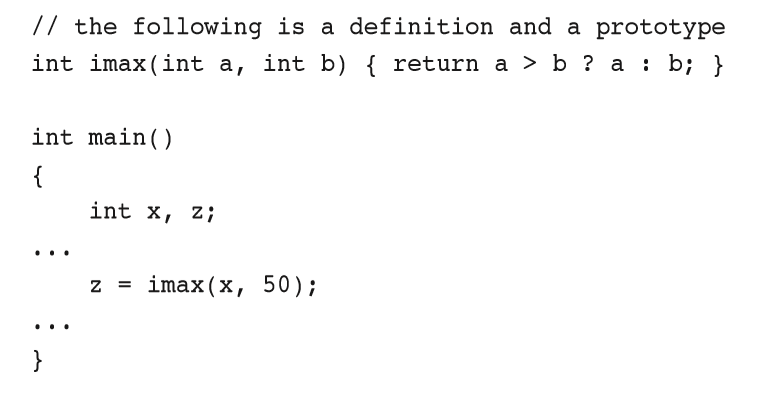 // the following is a definition and a prototype
int imax(int a, int b) { return a > b ? a : b; }
int main()
{
    int x, z;
...
    z = imax(x, 50);
...
}